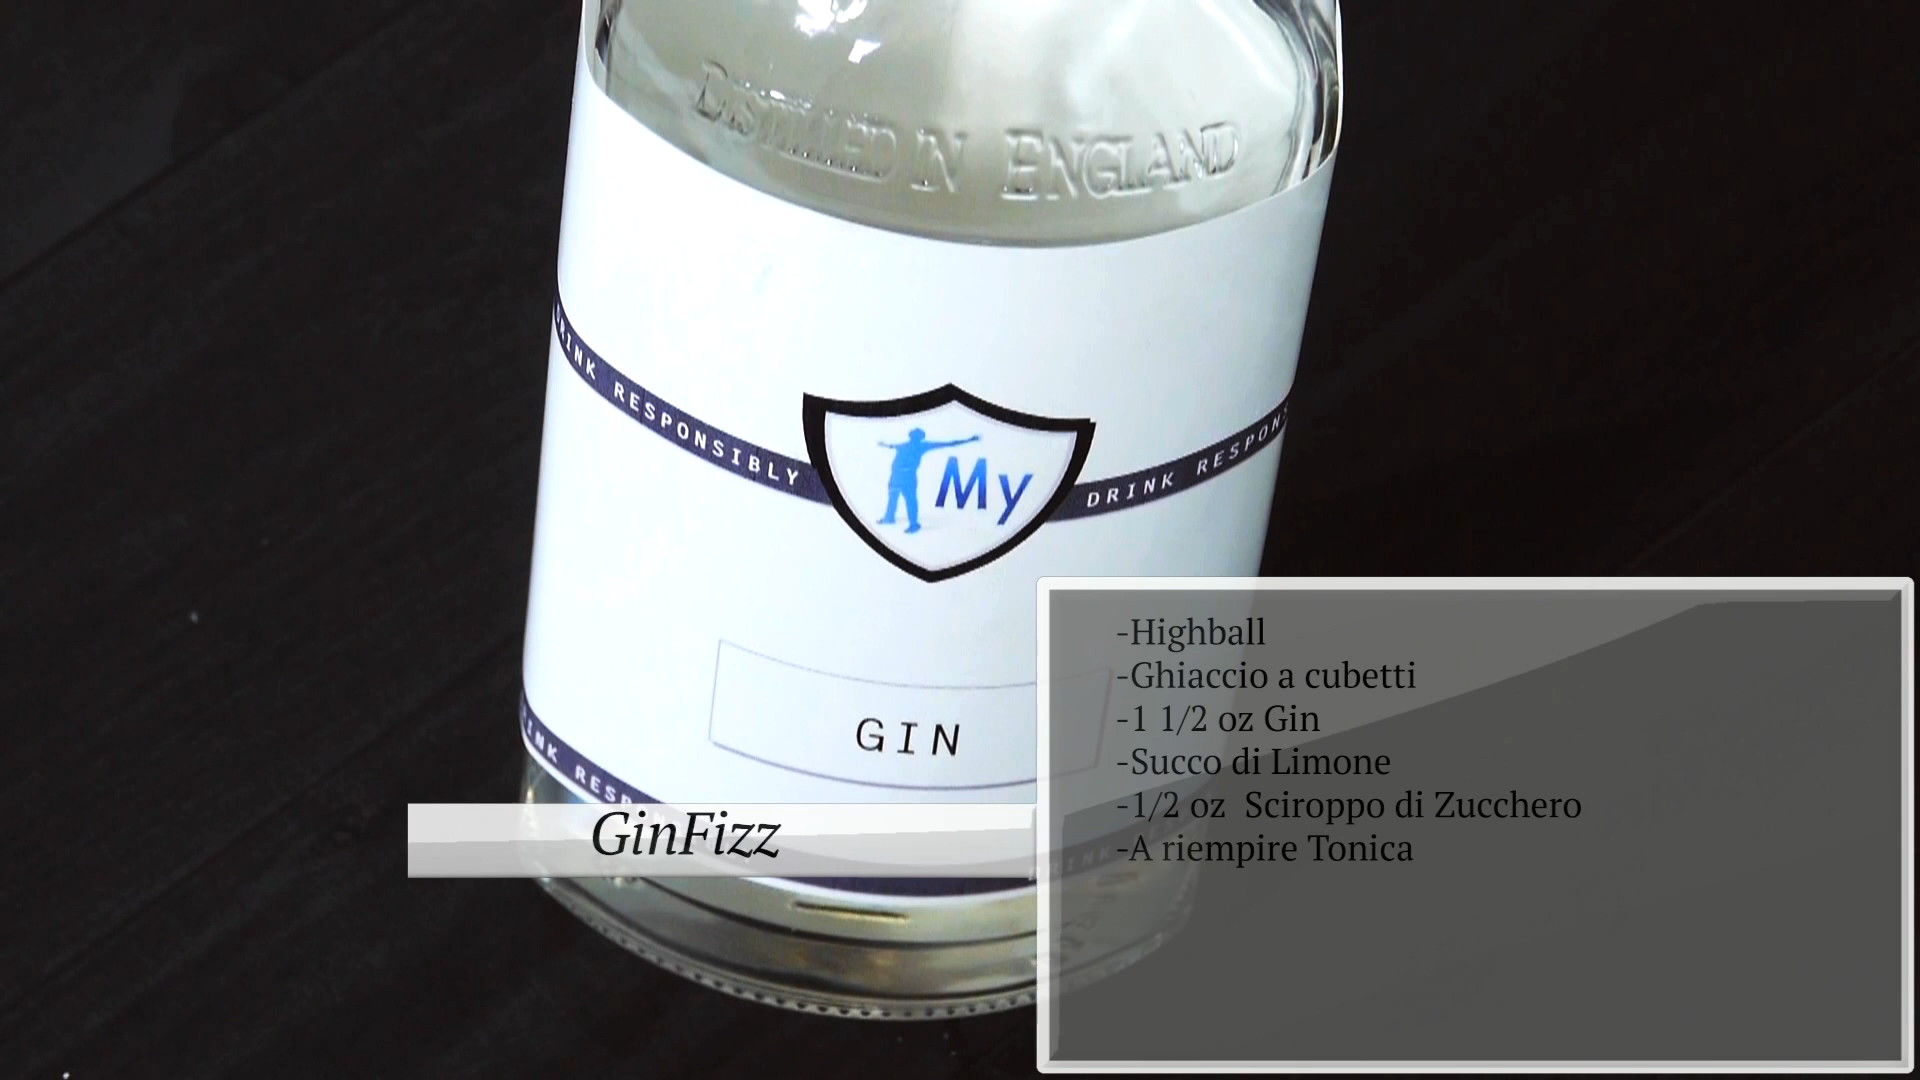 DISTILLED IN ENGLAND
DRINK RESPONSIBLY
My
DRINK
GIN
GinFizz
-Highball
-Ghiaccio a cubetti
-1 1/2 oz Gin
-Succo di Limone
-1/2 oz Sciroppo di Zucchero
-A riempire Tonica